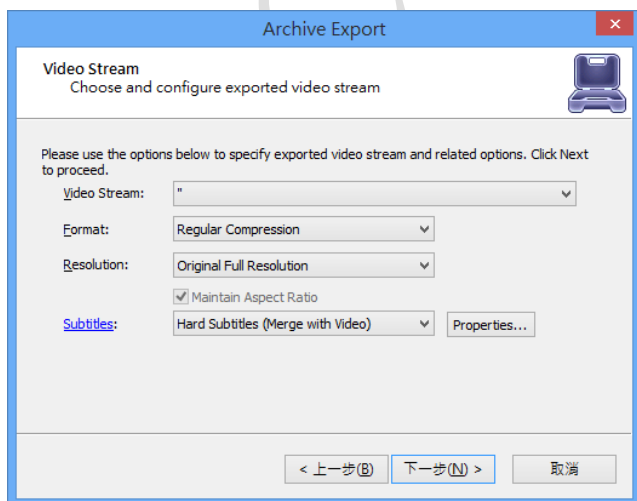 Archive Export
Video Stream
Choose and configure exported video stream
Please use the options below to specify exported video stream and related options. Click Next
to proceed.
Video Stream: "
Format: Regular Compression
Resolution: Original Full Resolution
Maintain Aspect Ratio
Subtitles: Hard Subtitles (Merge with Video) Properties...
< 上一步(B) 下一步(N) > 取消